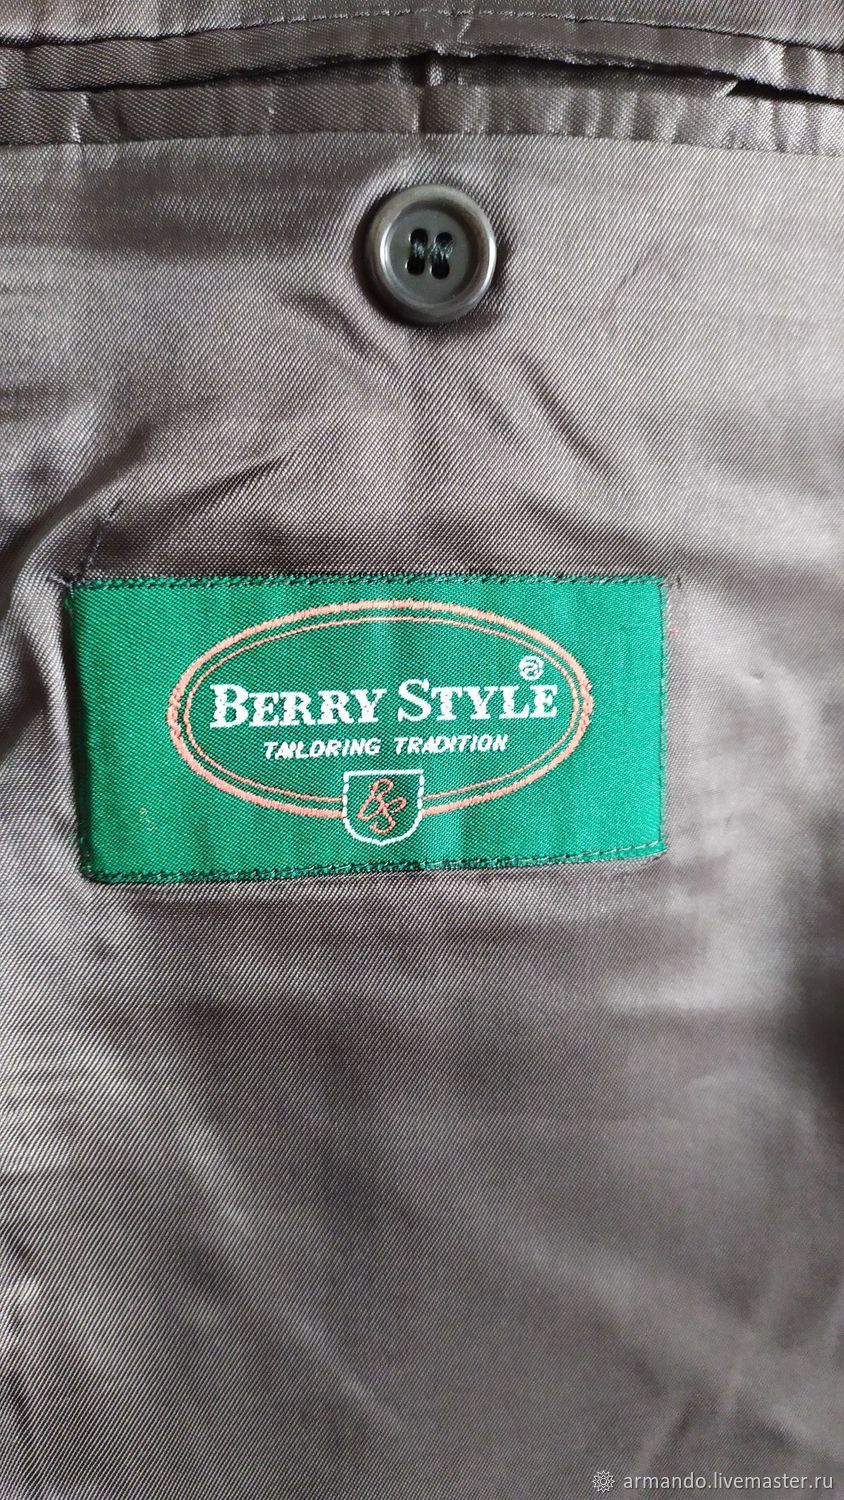 BERRY STYLE®
TAILORING TRADITION
BS
armando.livemaster.ru